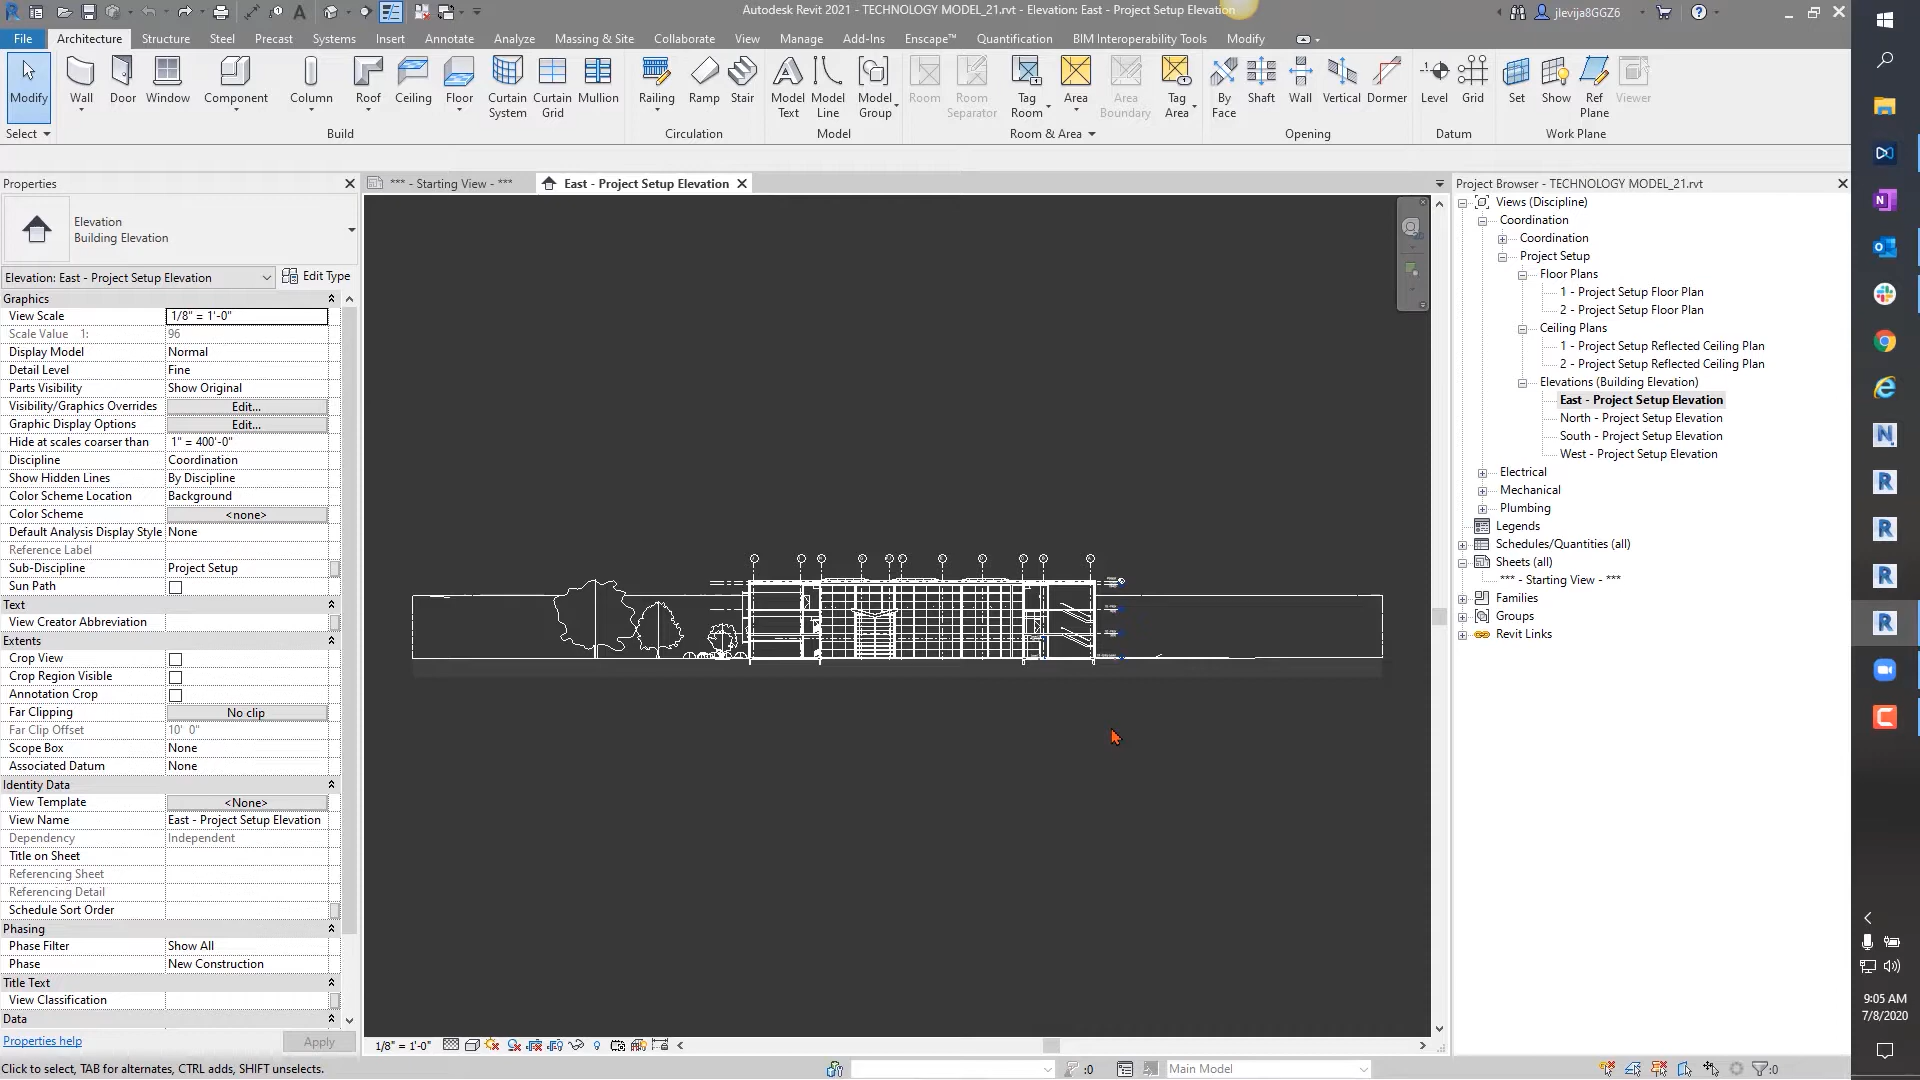 Autodesk Revit 2021 - TECHNOLOGY MODEL_21.rvt - Elevation: East - Project Setup Elevation
jlevija8GGZ6
File Architecture Structure Steel Precast Systems Insert Annotate Analyze Massing & Site Collaborate View Manage Add-Ins Enscape™ Quantification BIM Interoperability Tools Modify
Modify Wall Door Window Component Column Roof Ceiling Floor Curtain System Curtain Grid Mullion Railing Ramp Stair Model Text Model Line Model Group Room Room Separator Tag Room Area Area Boundary Tag Area By Face Shaft Wall Vertical Dormer Level Grid Set Show Ref Plane Viewer
Select Build Circulation Model Room & Area Opening Datum Work Plane
Properties
Elevation
Building Elevation
Elevation: East - Project Setup Elevation Edit Type
Graphics
View Scale 1/8" = 1'-0"
Scale Value 1: 96
Display Model Normal
Detail Level Fine
Parts Visibility Show Original
Visibility/Graphics Overrides Edit...
Graphic Display Options Edit...
Hide at scales coarser than 1" = 400'-0"
Discipline Coordination
Show Hidden Lines By Discipline
Color Scheme Location Background
Color Scheme <none>
Default Analysis Display Style None
Reference Label
Sub-Discipline Project Setup
Sun Path
Text
View Creator Abbreviation
Extents
Crop View
Crop Region Visible
Annotation Crop
Far Clipping No clip
Far Clip Offset 10' 0"
Scope Box None
Associated Datum None
Identity Data
View Template <None>
View Name East - Project Setup Elevation
Dependency Independent
Title on Sheet
Referencing Sheet
Referencing Detail
Schedule Sort Order
Phasing
Phase Filter Show All
Phase New Construction
Title Text
View Classification
Data
Properties help Apply
*** - Starting View - *** East - Project Setup Elevation
1/8" = 1'-0"
Project Browser - TECHNOLOGY MODEL_21.rvt
Views (Discipline)
Coordination
Coordination
Project Setup
Floor Plans
1 - Project Setup Floor Plan
2 - Project Setup Floor Plan
Ceiling Plans
1 - Project Setup Reflected Ceiling Plan
2 - Project Setup Reflected Ceiling Plan
Elevations (Building Elevation)
East - Project Setup Elevation
North - Project Setup Elevation
South - Project Setup Elevation
West - Project Setup Elevation
Electrical
Mechanical
Plumbing
Legends
Schedules/Quantities (all)
Sheets (all)
*** - Starting View - ***
Families
Groups
Revit Links
9:05 AM
7/8/2020
Click to select, TAB for alternates, CTRL adds, SHIFT unselects. :0 Main Model :0